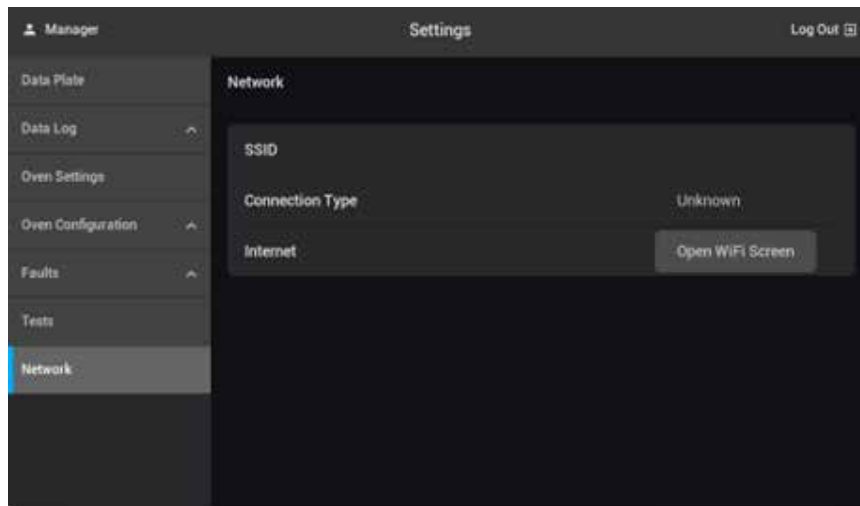 Manager
Settings
Log Out
Data Plate
Data Log
Oven Settings
Oven Configuration
Faults
Tests
Network
Network
SSID
Connection Type Unknown
Internet Open WiFi Screen